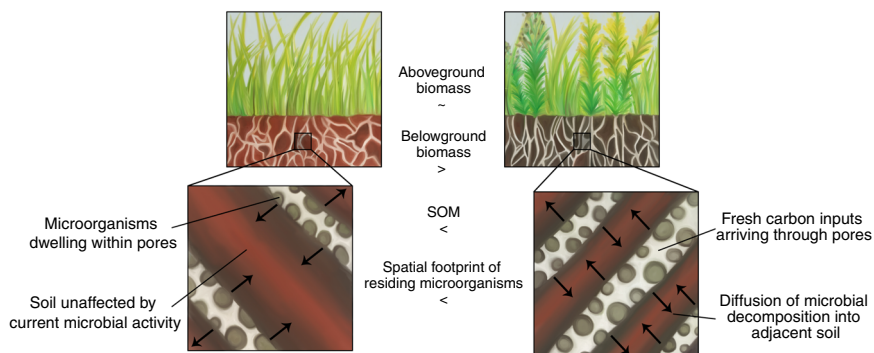 Aboveground
biomass
~
Belowground
biomass
>
SOM
<
Spatial footprint of
residing microorganisms
<
Microorganisms
dwelling within pores
Soil unaffected by
current microbial activity
Fresh carbon inputs
arriving through pores
Diffusion of microbial
decomposition into
adjacent soil